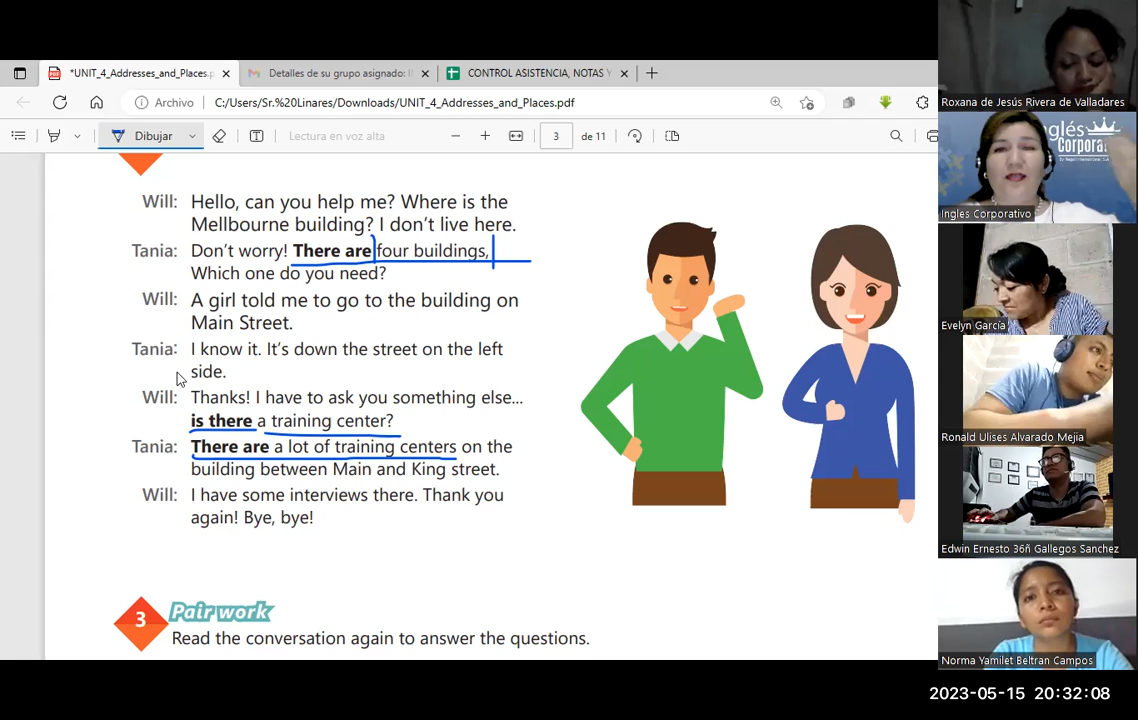 *UNIT_4_Addresses_and_Places.p
Detalles de su grupo asignado: I
CONTROL ASISTENCIA, NOTAS Y
Archivo
C:/Users/Sr.%20Linares/Downloads/UNIT_4_Addresses_and_Places.pdf
Dibujar
Lectura en voz alta
3
de 11
Will: Hello, can you help me? Where is the
Mellbourne building? I don't live here.
Tania: Don't worry! There are four buildings,
Which one do you need?
Will: A girl told me to go to the building on
Main Street.
Tania: I know it. It's down the street on the left
side.
Will: Thanks! I have to ask you something else...
is there a training center?
Tania: There are a lot of training centers on the
building between Main and King street.
Will: I have some interviews there. Thank you
again! Bye, bye!
3
Pair work
Read the conversation again to answer the questions.
Roxana de Jesús Rivera de Valladares
Inglés
Corporat
Ingles Corporativo
Evelyn García
Ronald Ulises Alvarado Mejia
Edwin Ernesto 36ñ Gallegos Sanchez
Norma Yamilet Beltran Campos
2023-05-15 20:32:08